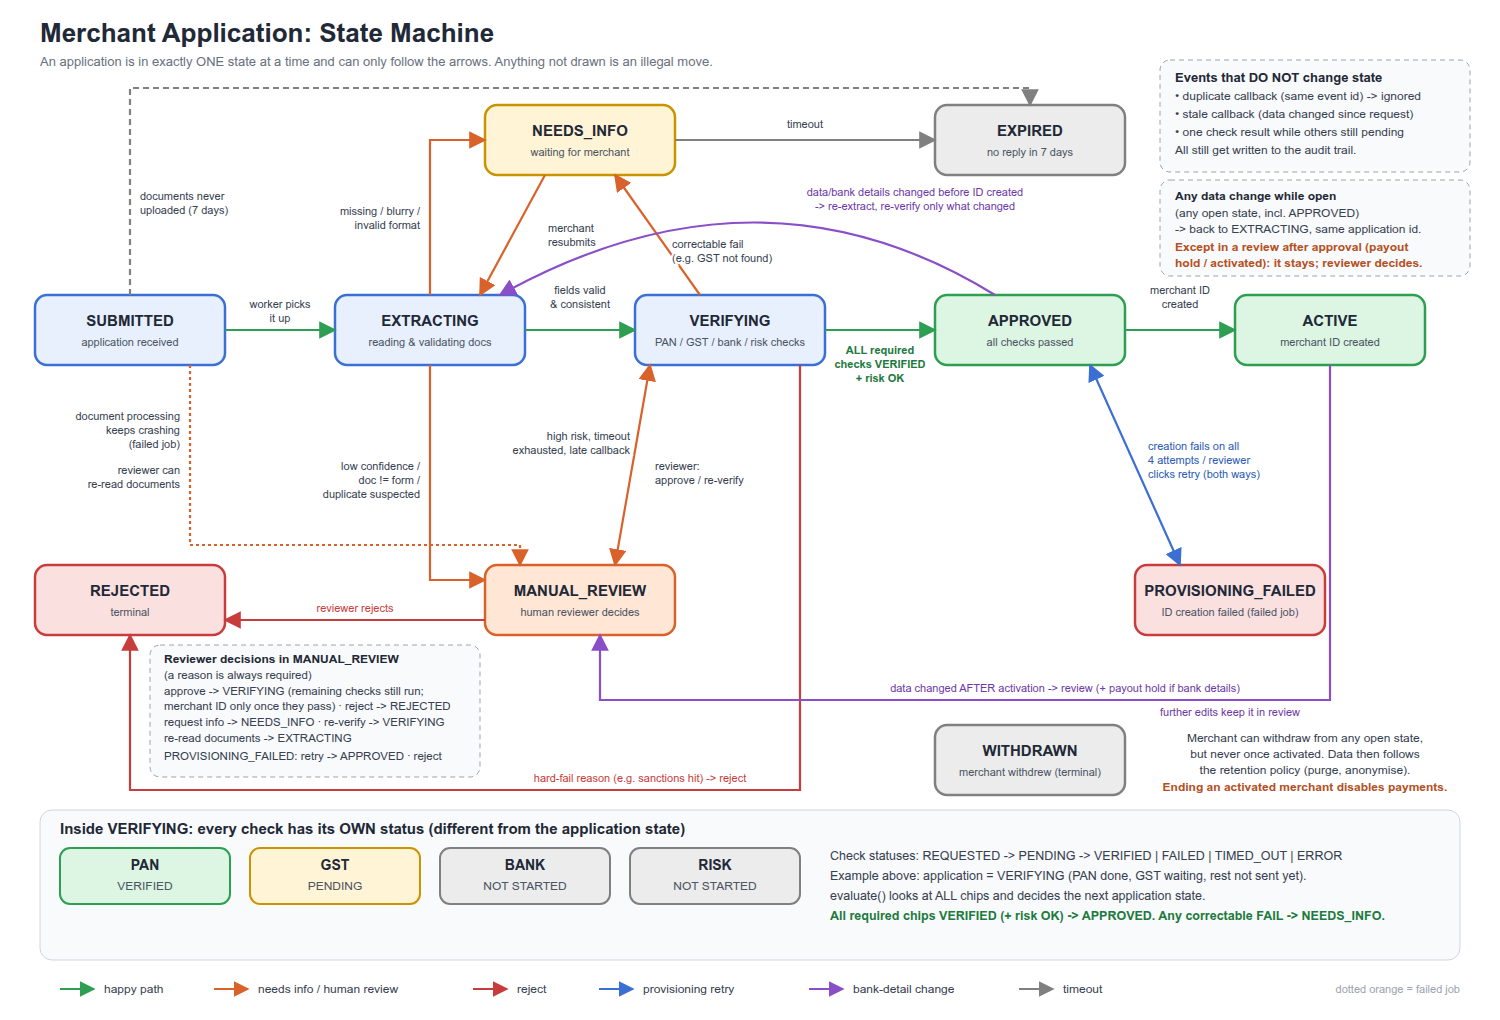 Merchant Application: State Machine
An application is in exactly ONE state at a time and can only follow the arrows. Anything not drawn is an illegal move.
Events that DO NOT change state
• duplicate callback (same event id) -> ignored
• stale callback (data changed since request)
• one check result while others still pending
All still get written to the audit trail.
NEEDS_INFO
waiting for merchant
timeout
EXPIRED
no reply in 7 days
Any data change while open
(any open state, incl. APPROVED)
-> back to EXTRACTING, same application id.
Except in a review after approval (payout
hold / activated): it stays; reviewer decides.
documents never
uploaded (7 days)
missing / blurry /
invalid format
data/bank details changed before ID created
-> re-extract, re-verify only what changed
merchant
resubmits
correctable fail
(e.g. GST not found)
worker picks
it up
fields valid
& consistent
merchant ID
created
SUBMITTED
application received
EXTRACTING
reading & validating docs
VERIFYING
PAN / GST / bank / risk checks
APPROVED
all checks passed
ACTIVE
merchant ID created
ALL required
checks VERIFIED
+ risk OK
document processing
keeps crashing
(failed job)
reviewer can
re-read documents
low confidence /
doc != form /
duplicate suspected
high risk, timeout
exhausted, late callback
reviewer:
approve / re-verify
creation fails on all
4 attempts / reviewer
clicks retry (both ways)
REJECTED
terminal
reviewer rejects
MANUAL_REVIEW
human reviewer decides
PROVISIONING_FAILED
ID creation failed (failed job)
Reviewer decisions in MANUAL_REVIEW
(a reason is always required)
approve -> VERIFYING (remaining checks still run;
merchant ID only once they pass) · reject -> REJECTED
request info -> NEEDS_INFO · re-verify -> VERIFYING
re-read documents -> EXTRACTING
PROVISIONING_FAILED: retry -> APPROVED · reject
data changed AFTER activation -> review (+ payout hold if bank details)
further edits keep it in review
hard-fail reason (e.g. sanctions hit) -> reject
WITHDRAWN
merchant withdrew (terminal)
Merchant can withdraw from any open state,
but never once activated. Data then follows
the retention policy (purge, anonymise).
Ending an activated merchant disables payments.
Inside VERIFYING: every check has its OWN status (different from the application state)
PAN
VERIFIED
GST
PENDING
BANK
NOT STARTED
RISK
NOT STARTED
Check statuses: REQUESTED -> PENDING -> VERIFIED | FAILED | TIMED_OUT | ERROR
Example above: application = VERIFYING (PAN done, GST waiting, rest not sent yet).
evaluate() looks at ALL chips and decides the next application state.
All required chips VERIFIED (+ risk OK) -> APPROVED. Any correctable FAIL -> NEEDS_INFO.
happy path
needs info / human review
reject
provisioning retry
bank-detail change
timeout
dotted orange = failed job